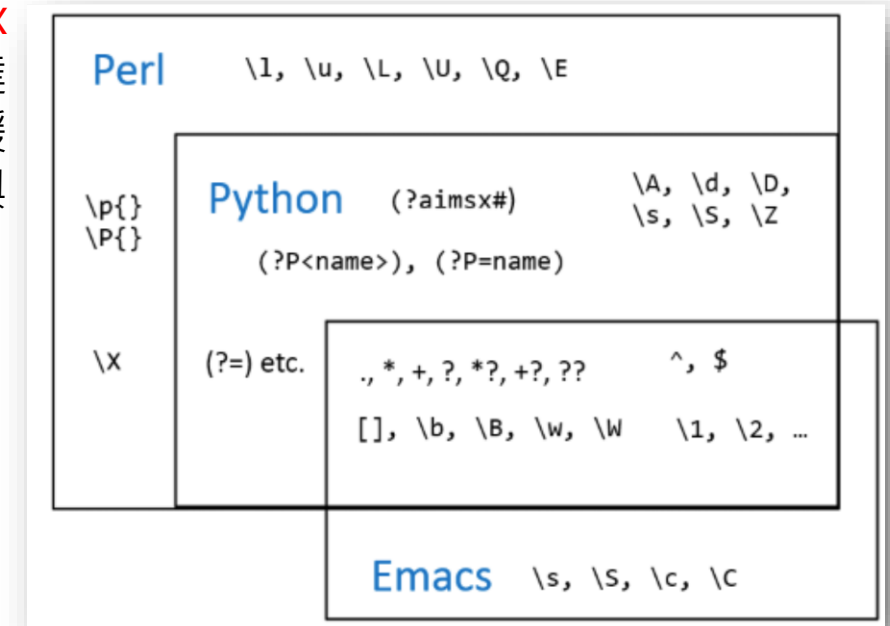 X
Perl \l, \u, \L, \U, \Q, \E
\p{}
\P{}
Python (?aimsx#)
\A, \d, \D,
\s, \S, \Z
(?P<name>), (?P=name)
\X (?=) etc.
., *, +, ?, *?, +?, ?? ^, $
[], \b, \B, \w, \W \1, \2, …
Emacs \s, \S, \c, \C